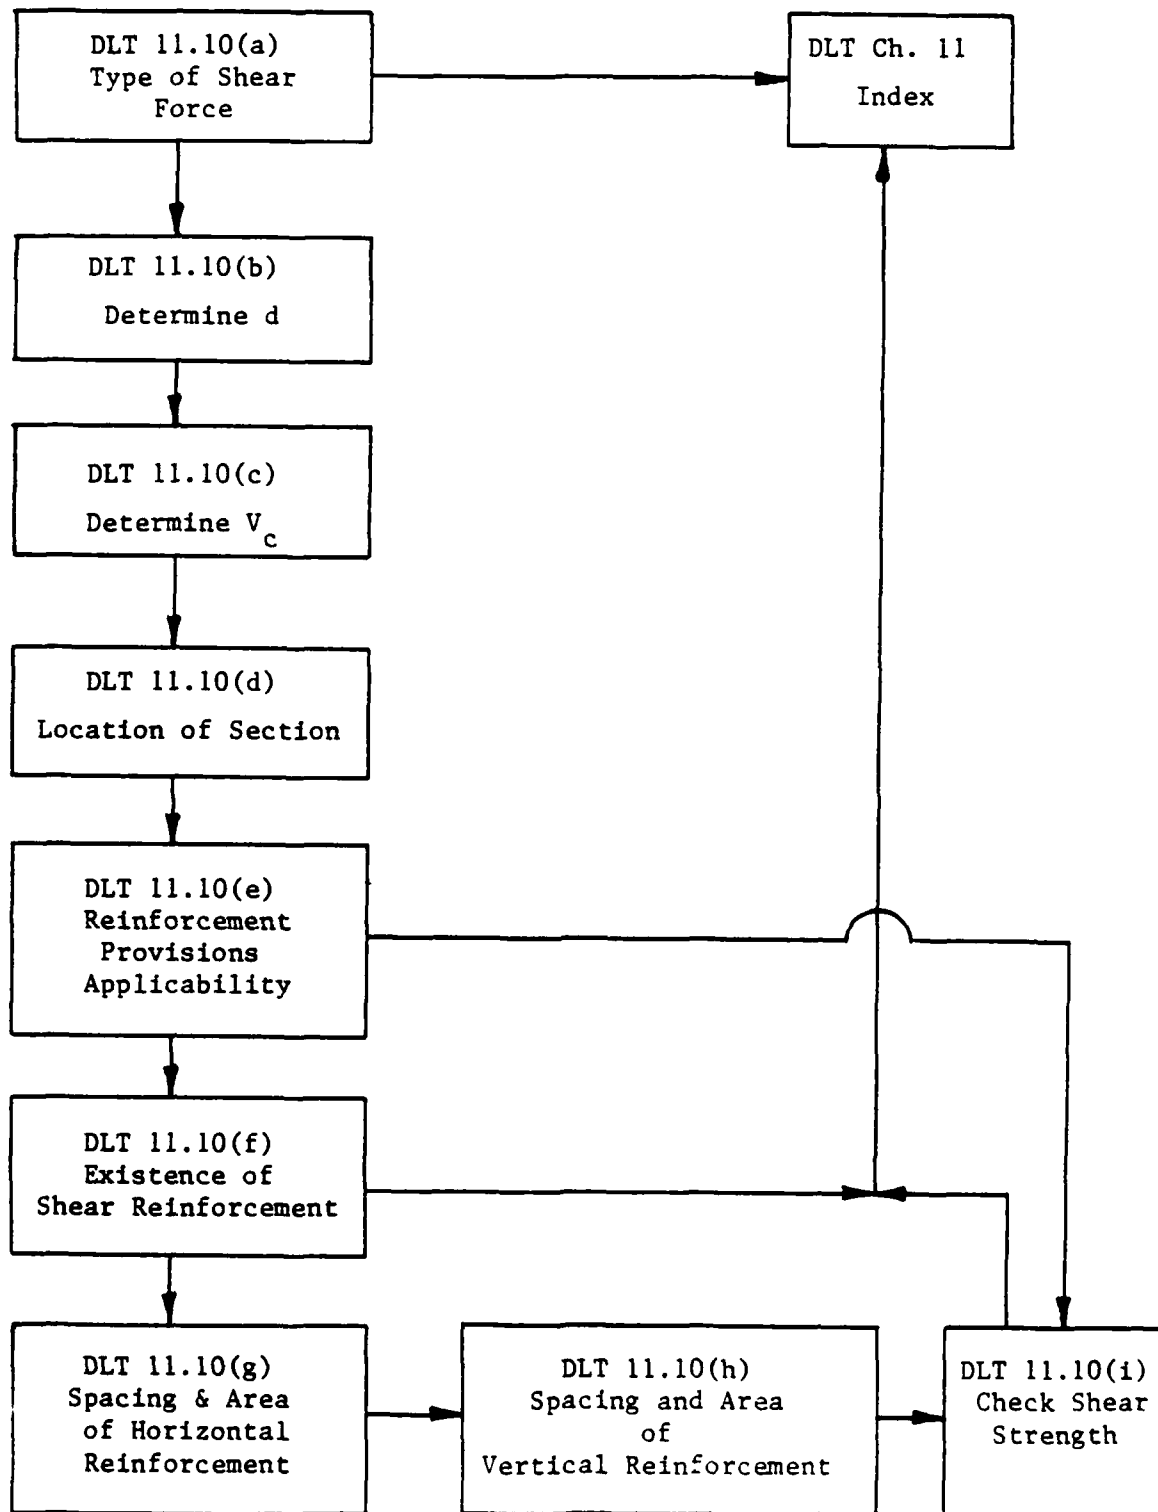 DLT 11.10(a)
Type of Shear
Force
DLT Ch. 11
Index
DLT 11.10(b)
Determine d
DLT 11.10(c)
Determine V
c
DLT 11.10(d)
Location of Section
DLT 11.10(e)
Reinforcement
Provisions
Applicability
DLT 11.10(f)
Existence of
Shear Reinforcement
DLT 11.10(g)
Spacing & Area
of Horizontal
Reinforcement
DLT 11.10(h)
Spacing and Area
of
Vertical Reinforcement
DLT 11.10(i)
Check Shear
Strength